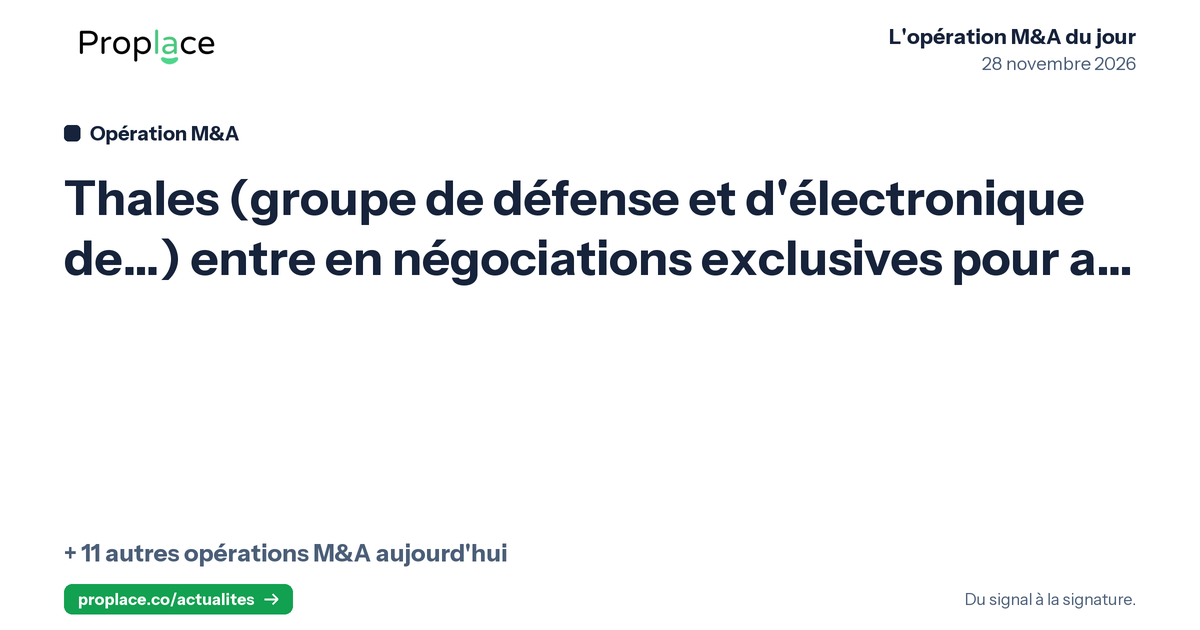 Proplace
L'opération M&A du jour
28 novembre 2026
Opération M&A
Thales (groupe de défense et d'électronique
de...) entre en négociations exclusives pour a...
+ 11 autres opérations M&A aujourd'hui
proplace.co/actualites →
Du signal à la signature.